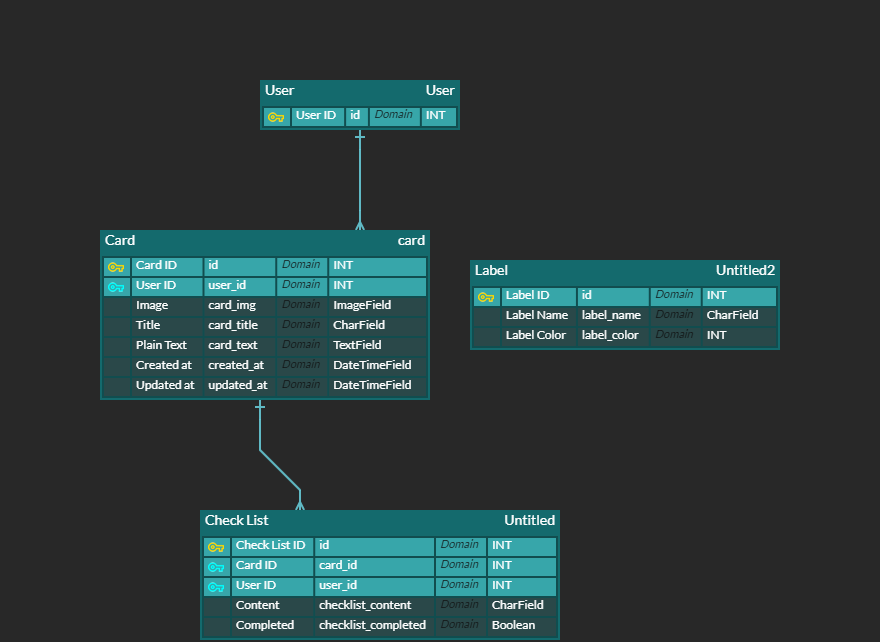 User User
User ID id Domain INT
Card card
Card ID id Domain INT
User ID user_id Domain INT
Image card_img Domain ImageField
Title card_title Domain CharField
Plain Text card_text Domain TextField
Created at created_at Domain DateTimeField
Updated at updated_at Domain DateTimeField
Label Untitled2
Label ID id Domain INT
Label Name label_name Domain CharField
Label Color label_color Domain INT
Check List Untitled
Check List ID id Domain INT
Card ID card_id Domain INT
User ID user_id Domain INT
Content checklist_content Domain CharField
Completed checklist_completed Domain Boolean